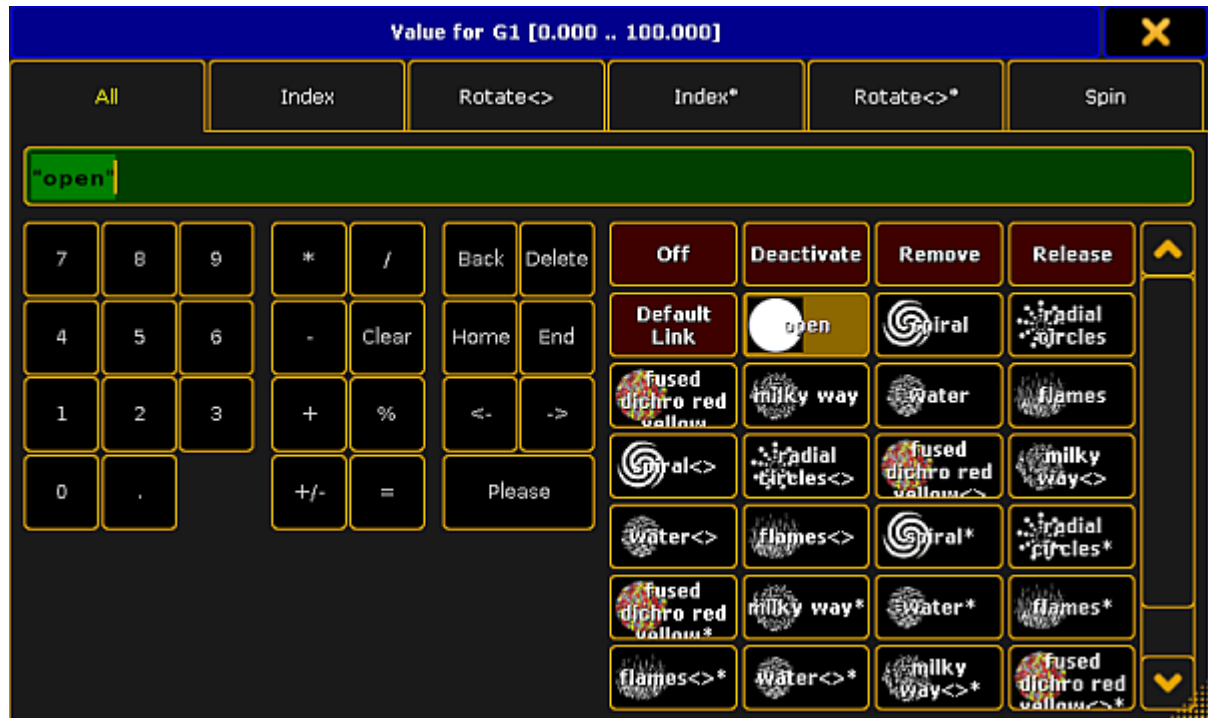 Value for G1 [0.000 .. 100.000]
All Index Rotate<> Index* Rotate<>* Spin
"open"
7 8 9 * / Back Delete
4 5 6 - Clear Home End
1 2 3 + % <- ->
0 . +/- = Please
Off Deactivate Remove Release
Default Link open spiral radial circles
fused dichro red yellow milky way water flames
spiral<> radial circles<> fused dichro red yellow<> milky way<>
water<> flames<> spiral* radial circles*
fused dichro red yellow* milky way* water* flames*
flames<>* water<>* milky way<>* fused dichro red yellow<>*